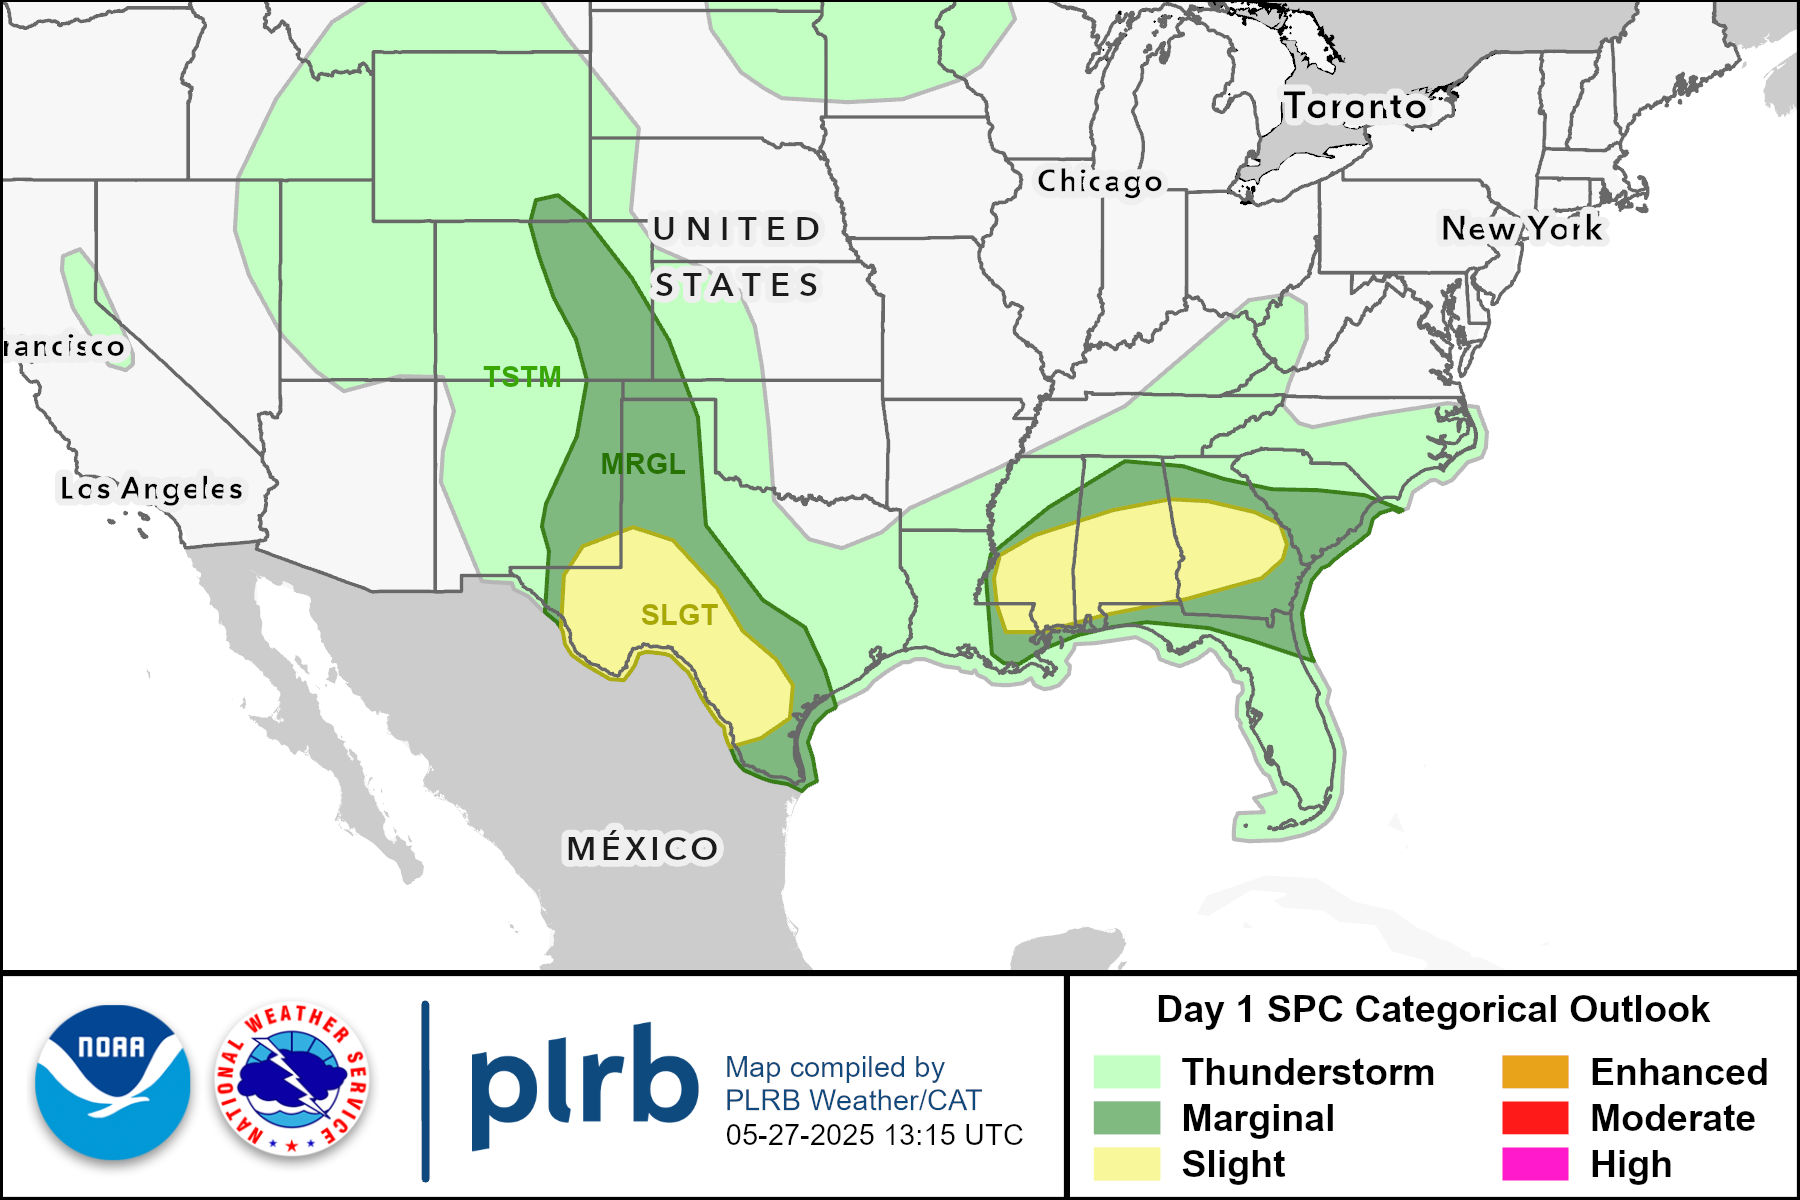 Toronto
Chicago
UNITED
New York
STATES
rancisco
TSTM
MRGL
Los Angeles
SLGT
MÉXICO
NOAA
NATIONAL WEATHER SERVICE
plrb
Map compiled by
PLRB Weather/CAT
05-27-2025 13:15 UTC
Day 1 SPC Categorical Outlook
Thunderstorm
Enhanced
Marginal
Moderate
Slight
High